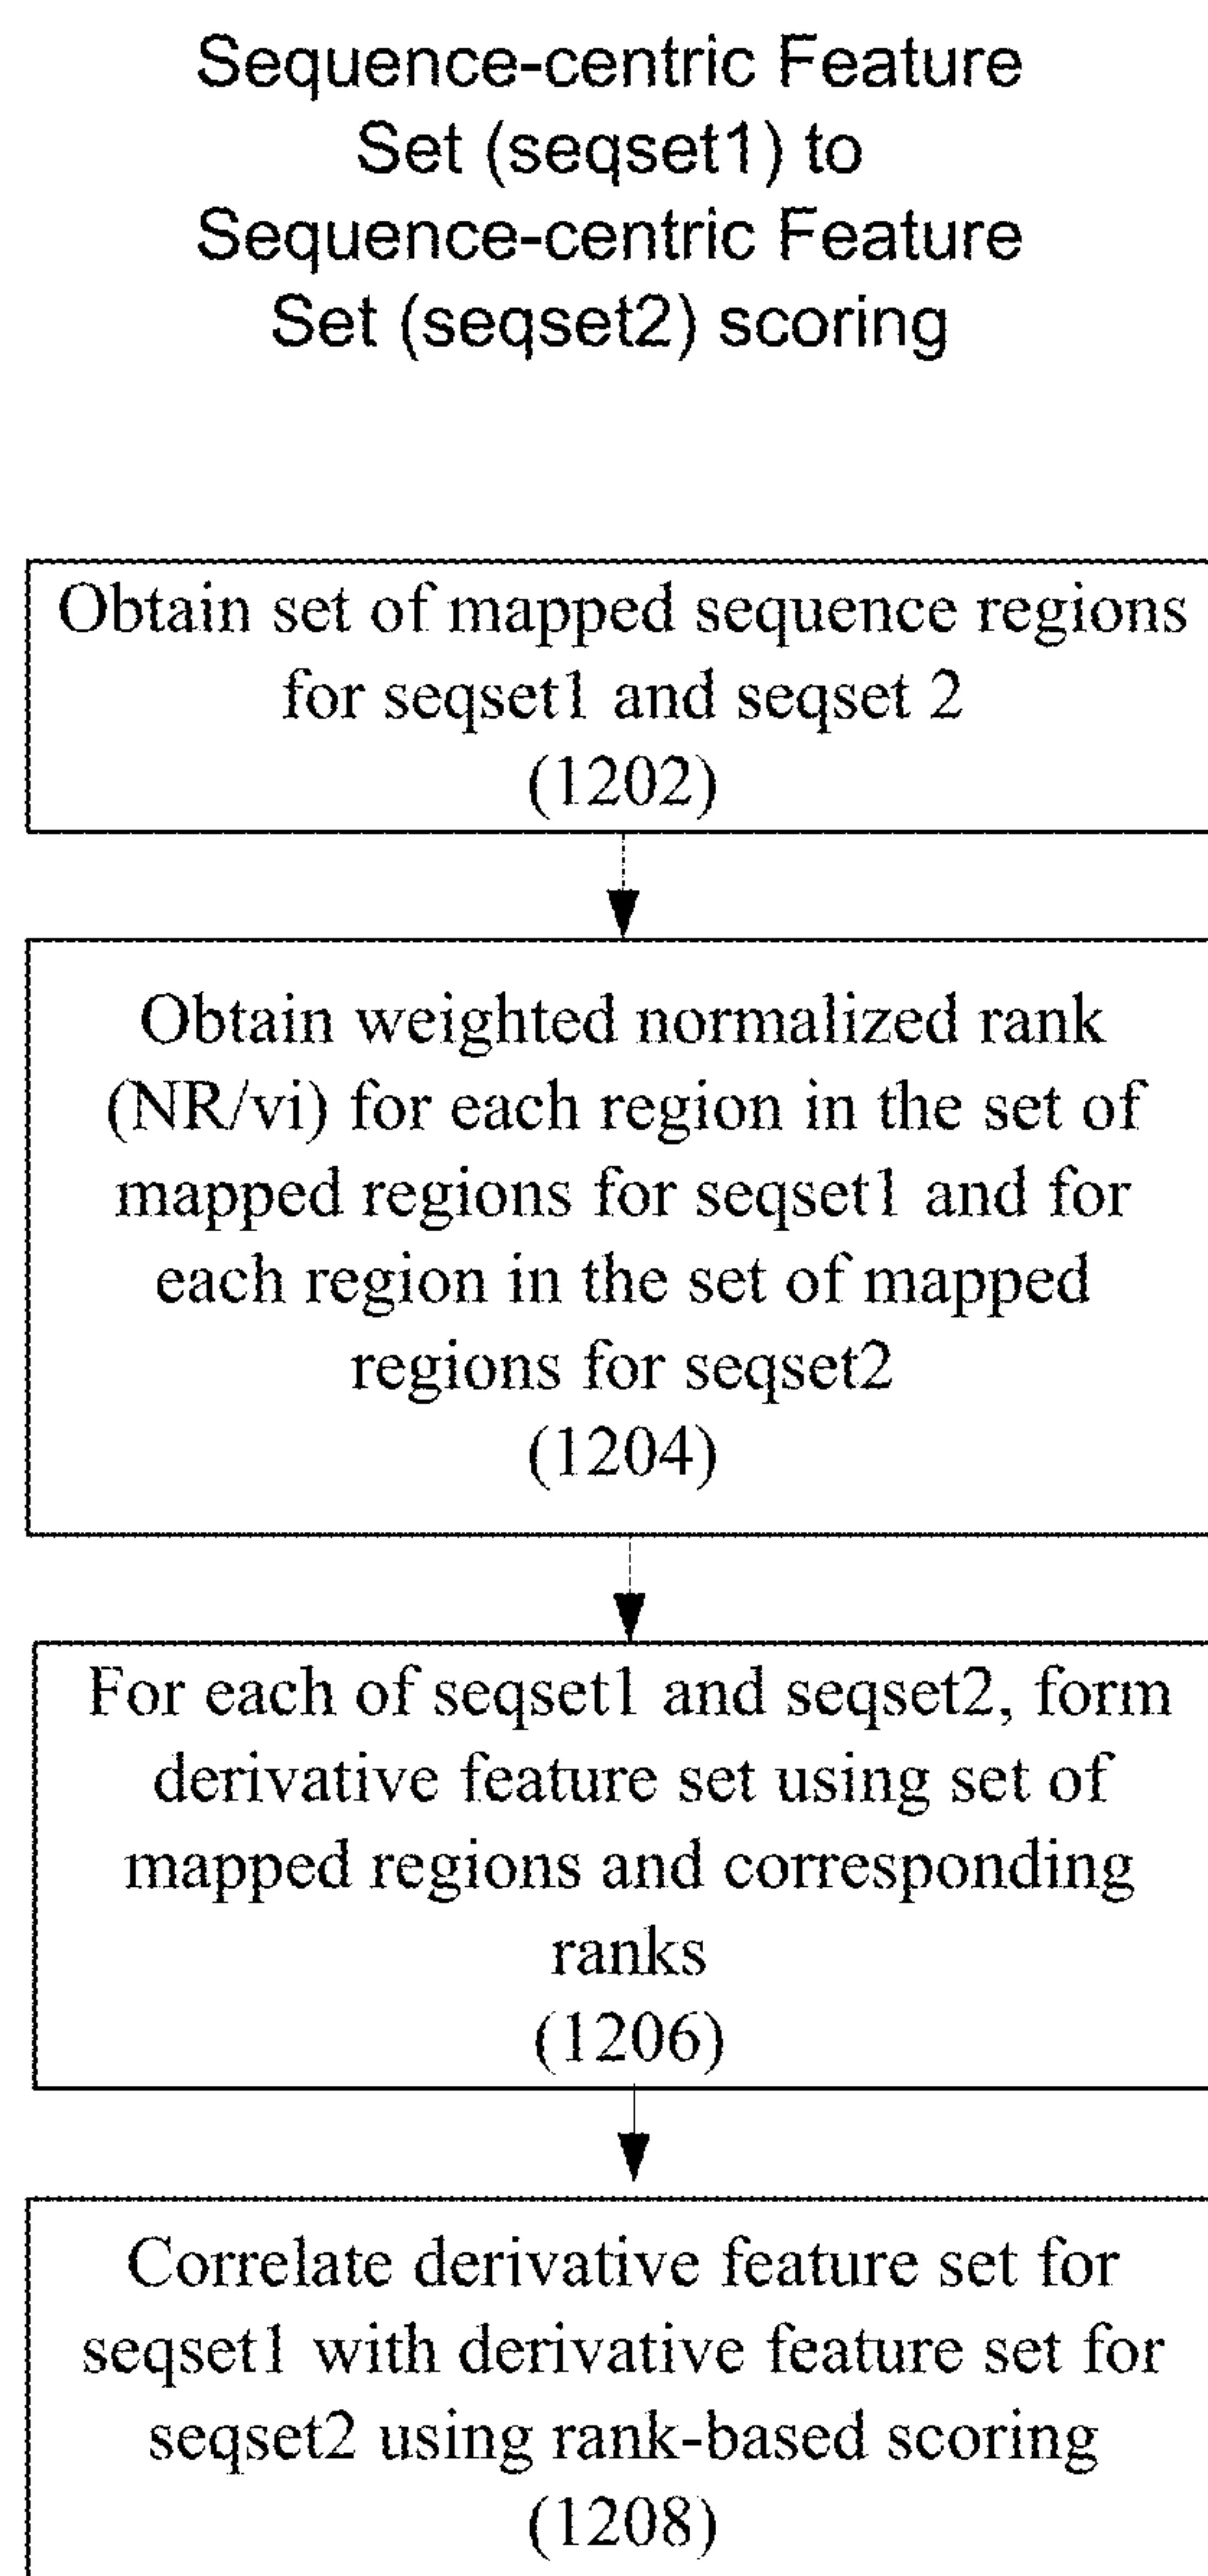 Sequence-centric Feature
Set (seqset1) to
Sequence-centric Feature
Set (seqset2) scoring
Obtain set of mapped sequence regions
for seqset1 and seqset 2
(1202)
Obtain weighted normalized rank
(NR/vi) for each region in the set of
mapped regions for seqset1 and for
each region in the set of mapped
regions for seqset2
(1204)
For each of seqset1 and seqset2, form
derivative feature set using set of
mapped regions and corresponding
ranks
(1206)
Correlate derivative feature set for
seqset1 with derivative feature set for
seqset2 using rank-based scoring
(1208)